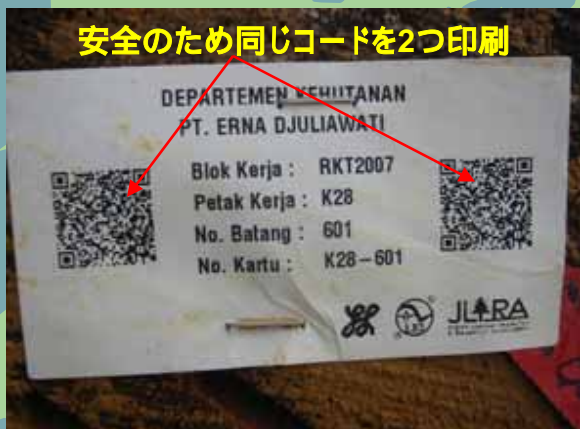 安全のため同じコードを2つ印刷
DEPARTEMEN KEHUTANAN
PT. ERNA DJULIAWATI
Blok Kerja : RKT2007
Petak Kerja : K28
No. Batang : 601
No. Kartu : K28-601